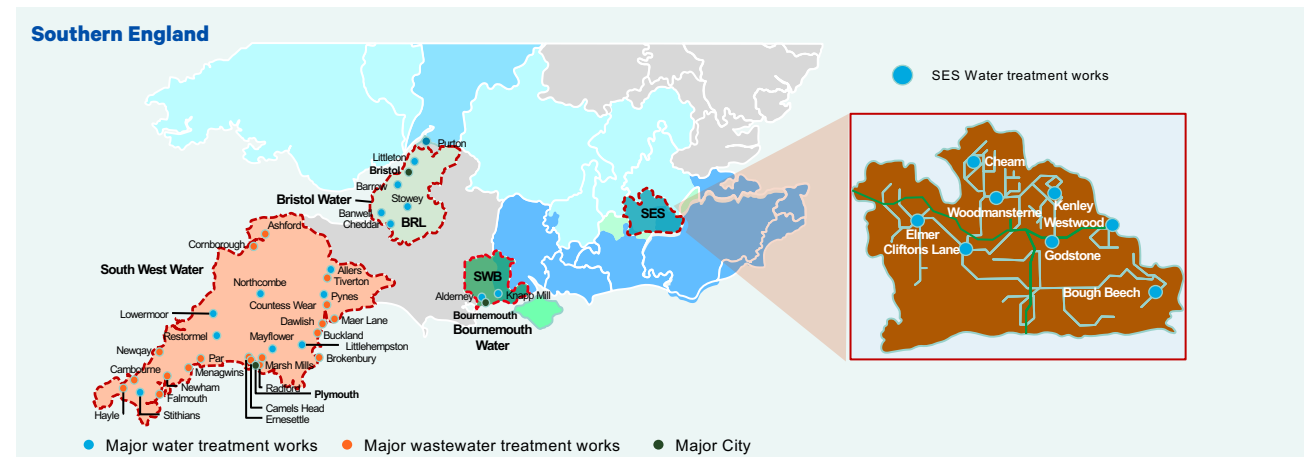 Southern England
SES Water treatment works
Purton
Littleton
Bristol
Barrow
Stowey
Bristol Water
Banwell
BRL
Cheddar
SES
Cheam
Woodmansterne
Kenley
Westwood
Elmer
Cliftons Lane
Godstone
Bough Beech
Ashford
Cornborough
South West Water
Allers
Tiverton
Northcombe
Pynes
Countess Wear
Lowermoor
Dawlish
Maer Lane
Restormel
Mayflower
Buckland
Littlehempston
Newquay
Par
Marsh Mills
Brokenbury
Cambourne
Menagwins
Newham
Radford
Plymouth
Falmouth
Camels Head
Hayle
Stithians
Ernesettle
SWB
Alderney
Knapp Mill
Bournemouth
Bournemouth
Water
Major water treatment works
Major wastewater treatment works
Major City